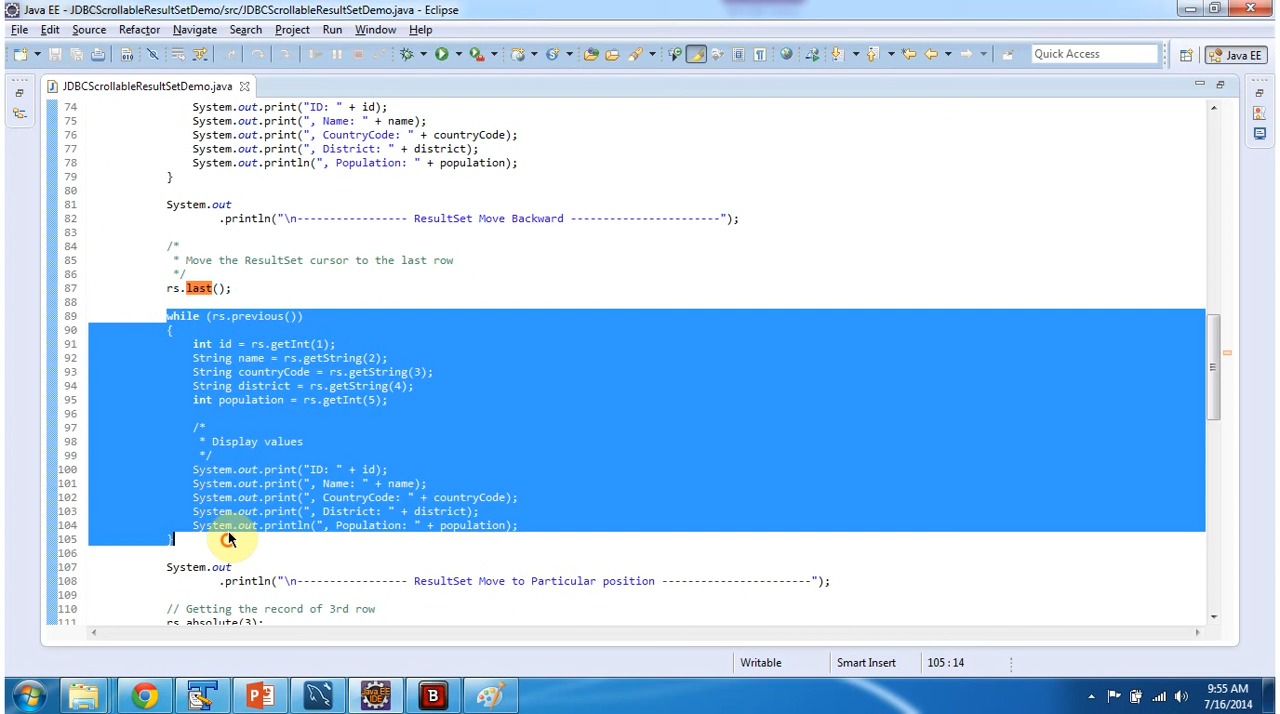 Java EE - JDBCScrollableResultSetDemo/src/JDBCScrollableResultSetDemo.java - Eclipse
File Edit Source Refactor Navigate Search Project Run Window Help
Quick Access
Java EE
JDBCScrollableResultSetDemo.java
74 System.out.print("ID: " + id);
75 System.out.print(", Name: " + name);
76 System.out.print(", CountryCode: " + countryCode);
77 System.out.print(", District: " + district);
78 System.out.println(", Population: " + population);
79 }
80
81 System.out
82 .println("\n----------------- ResultSet Move Backward -----------------------");
83
84 /*
85 * Move the ResultSet cursor to the last row
86 */
87 rs.last();
88
89 while (rs.previous())
90 {
91 int id = rs.getInt(1);
92 String name = rs.getString(2);
93 String countryCode = rs.getString(3);
94 String district = rs.getString(4);
95 int population = rs.getInt(5);
96
97 /*
98 * Display values
99 */
100 System.out.print("ID: " + id);
101 System.out.print(", Name: " + name);
102 System.out.print(", CountryCode: " + countryCode);
103 System.out.print(", District: " + district);
104 System.out.println(", Population: " + population);
105 }
106
107 System.out
108 .println("\n----------------- ResultSet Move to Particular position -----------------------");
109
110 // Getting the record of 3rd row
111 rs.absolute(3);
Writable Smart Insert 105 : 14
9:55 AM
7/16/2014